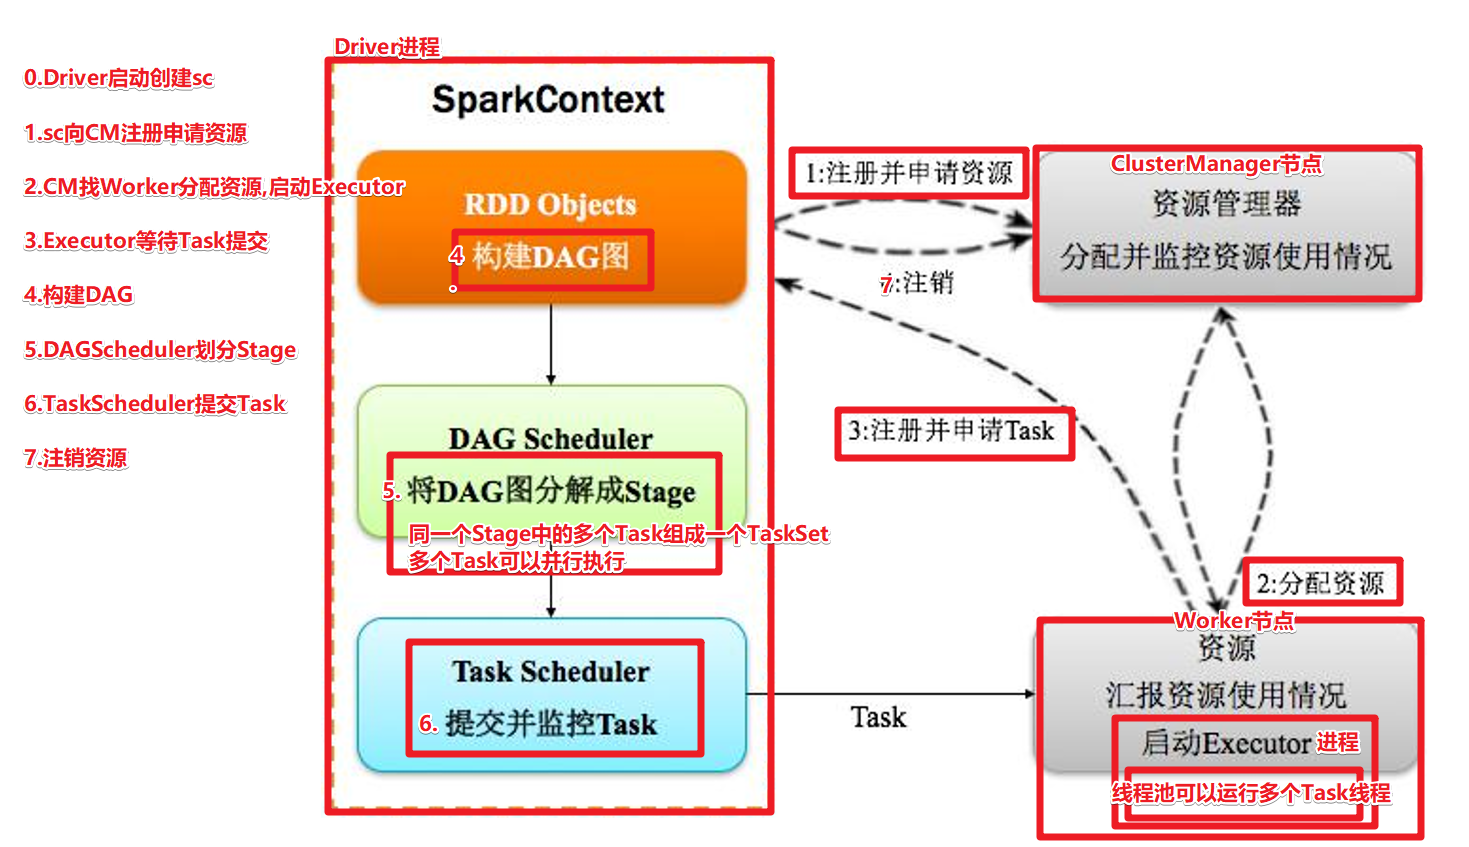 Driver进程
0.Driver启动创建sc
1.sc向CM注册申请资源
2.CM找Worker分配资源,启动Executor
3.Executor等待Task提交
4.构建DAG
5.DAGScheduler划分Stage
6.TaskScheduler提交Task
7.注销资源
SparkContext
RDD Objects
4.
构建DAG图
DAG Scheduler
5.
将DAG图分解成Stage
同一个Stage中的多个Task组成一个TaskSet
多个Task可以并行执行
Task Scheduler
6.
提交并监控Task
1:注册并申请资源
7:注销
3:注册并申请Task
Task
ClusterManager节点
资源管理器
分配并监控资源使用情况
2:分配资源
Worker节点
资源
汇报资源使用情况
启动Executor进程
线程池可以运行多个Task线程